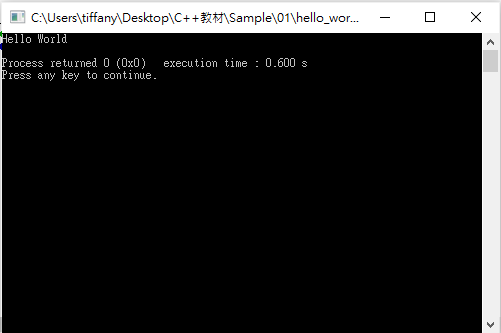 C:\Users\tiffany\Desktop\C++教材\Sample\01\hello_wor...
Hello World
Process returned 0 (0x0)   execution time : 0.600 s
Press any key to continue.